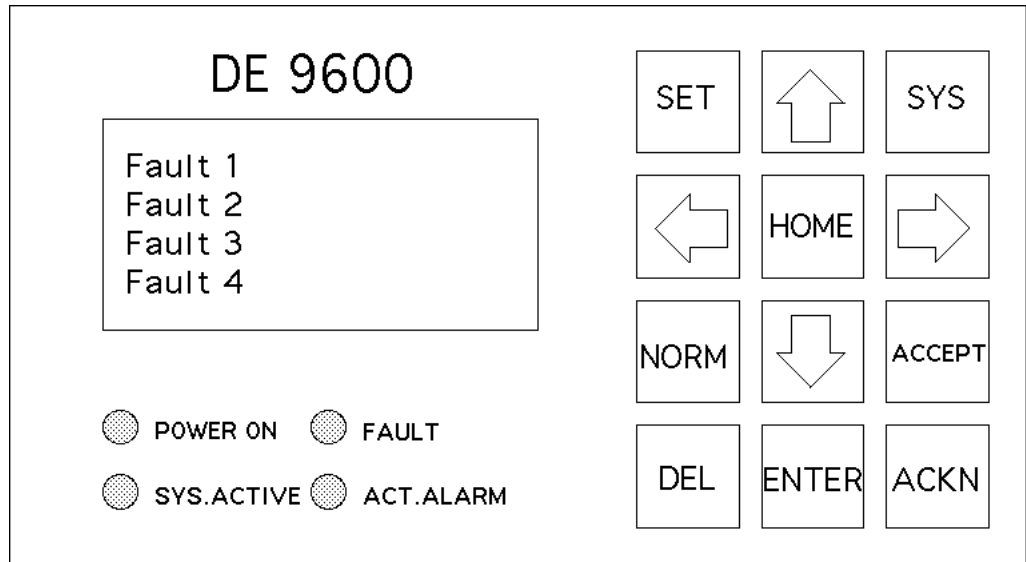 DE 9600
Fault 1
Fault 2
Fault 3
Fault 4
POWER ON FAULT
SYS.ACTIVE ACT.ALARM
SET SYS
HOME
NORM ACCEPT
DEL ENTER ACKN